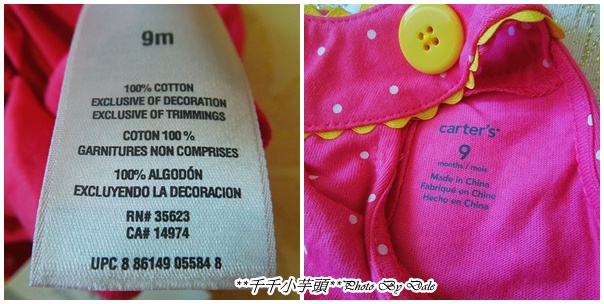 9m
100% COTTON
EXCLUSIVE OF DECORATION
EXCLUSIVE OF TRIMMINGS
COTON 100 %
GARNITURES NON COMPRISES
100% ALGODÓN
EXCLUYENDO LA DECORACION
RN# 35623
CA# 14974
UPC 8 86149 05584 8
carter's
9
months / mois
Made in China
Fabriqué en Chine
Hecho en China
**千千小芋頭**Photo By Dale